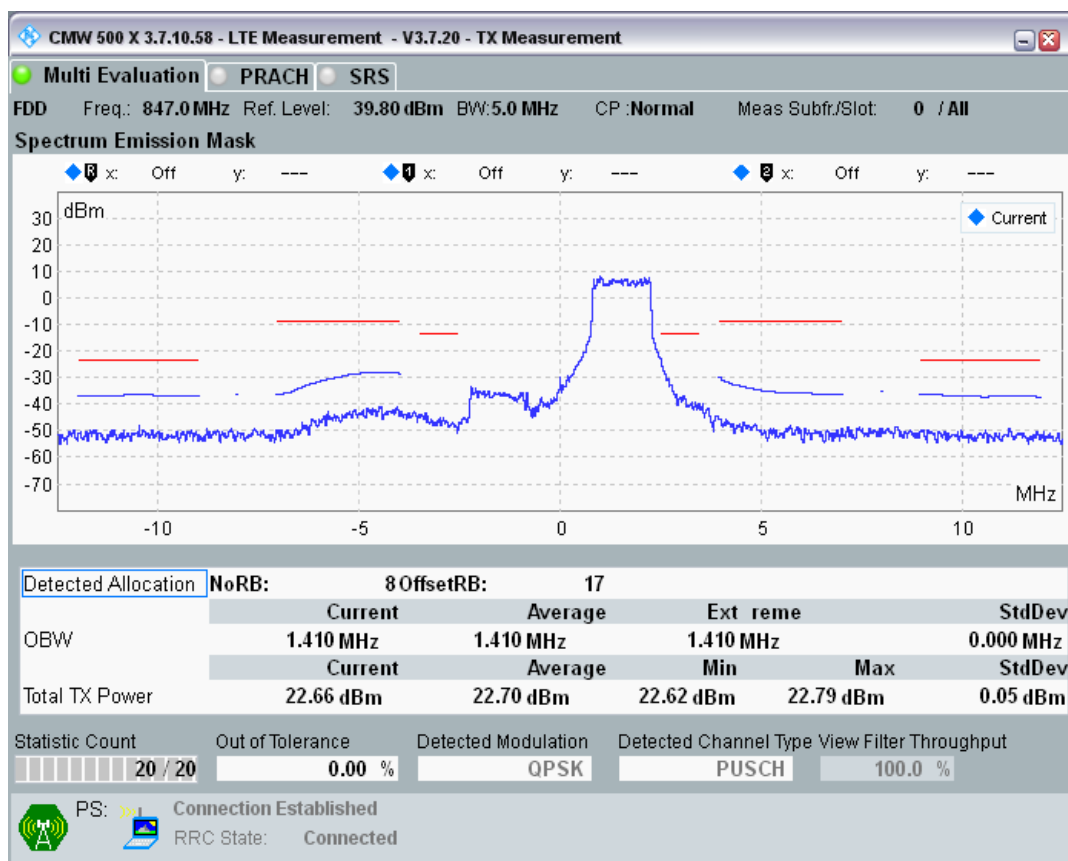 CMW 500 X 3.7.10.58 - LTE Measurement - V3.7.20 - TX Measurement
Multi Evaluation PRACH SRS
FDD Freq.: 847.0 MHz Ref. Level: 39.80 dBm BW:5.0 MHz CP :Normal Meas Subfr./Slot: 0 / All
Spectrum Emission Mask
R x: Off y: --- 1 x: Off y: --- 2 x: Off y: ---
dBm
Current
30
20
10
0
-10
-20
-30
-40
-50
-60
-70
MHz
-10 -5 0 5 10
Detected Allocation NoRB: 8 OffsetRB: 17
Current Average Ext reme StdDev
OBW 1.410 MHz 1.410 MHz 1.410 MHz 0.000 MHz
Current Average Min Max StdDev
Total TX Power 22.66 dBm 22.70 dBm 22.62 dBm 22.79 dBm 0.05 dBm
Statistic Count Out of Tolerance Detected Modulation Detected Channel Type View Filter Throughput
20 / 20 0.00 % QPSK PUSCH 100.0 %
PS: Connection Established
RRC State: Connected